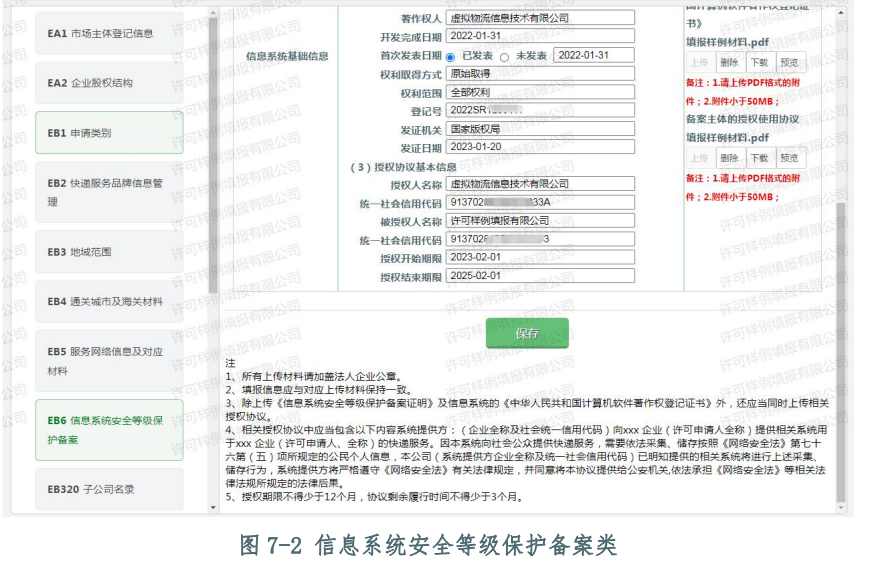 EA1 市场主体登记信息
EA2 企业股权结构
EB1 申请类别
EB2 快递服务品牌信息管
理
EB3 地域范围
EB4 通关城市及海关材料
EB5 服务网络信息及对应
材料
EB6 信息系统安全等级保
护备案
EB320 子公司名录
信息系统基础信息
著作权人 虚拟物流信息技术有限公司
开发完成日期 2022-01-31
首次发表日期 已发表 未发表 2022-01-31
权利取得方式 原始取得
权利范围 全部权利
登记号 2022SR
发证机关 国家版权局
发证日期 2023-01-20
（3）授权协议基本信息
授权人名称 虚拟物流信息技术有限公司
统一社会信用代码 913702 33A
被授权人名称 许可样例填报有限公司
统一社会信用代码 913702 3
授权开始期限 2023-02-01
授权结束期限 2025-02-01
书》
填报样例材料.pdf
上传 删除 下载 预览
备注：1.请上传PDF格式的附
件；2.附件小于50MB；
备案主体的授权使用协议
填报样例材料.pdf
上传 删除 下载 预览
备注：1.请上传PDF格式的附
件；2.附件小于50MB；
保存
注
1、所有上传材料请加盖法人企业公章。
2、填报信息应与对应上传材料保持一致。
3、除上传《信息系统安全等级保护备案证明》及信息系统的《中华人民共和国计算机软件著作权登记证书》外，还应当同时上传相关
授权协议。
4、相关授权协议中应当包含以下内容系统提供方：（企业全称及社会统一信用代码）向xxx 企业（许可申请人、全称）提供相关系统用
于xxx 企业（许可申请人、全称）的快递服务。因本系统向社会公众提供快递服务，需要依法采集、储存按照《网络安全法》第七十
六第（五）项所规定的公民个人信息，本公司（系统提供方企业全称及统一社会信用代码）已明知提供的相关系统将进行上述采集、
储存行为，系统提供方将严格遵守《网络安全法》有关法律规定，并同意将本协议提供给公安机关,依法承担《网络安全法》等相关法
律法规所规定的法律后果。
5、授权期限不得少于12个月，协议剩余履行时间不得少于3个月。
图 7-2 信息系统安全等级保护备案类